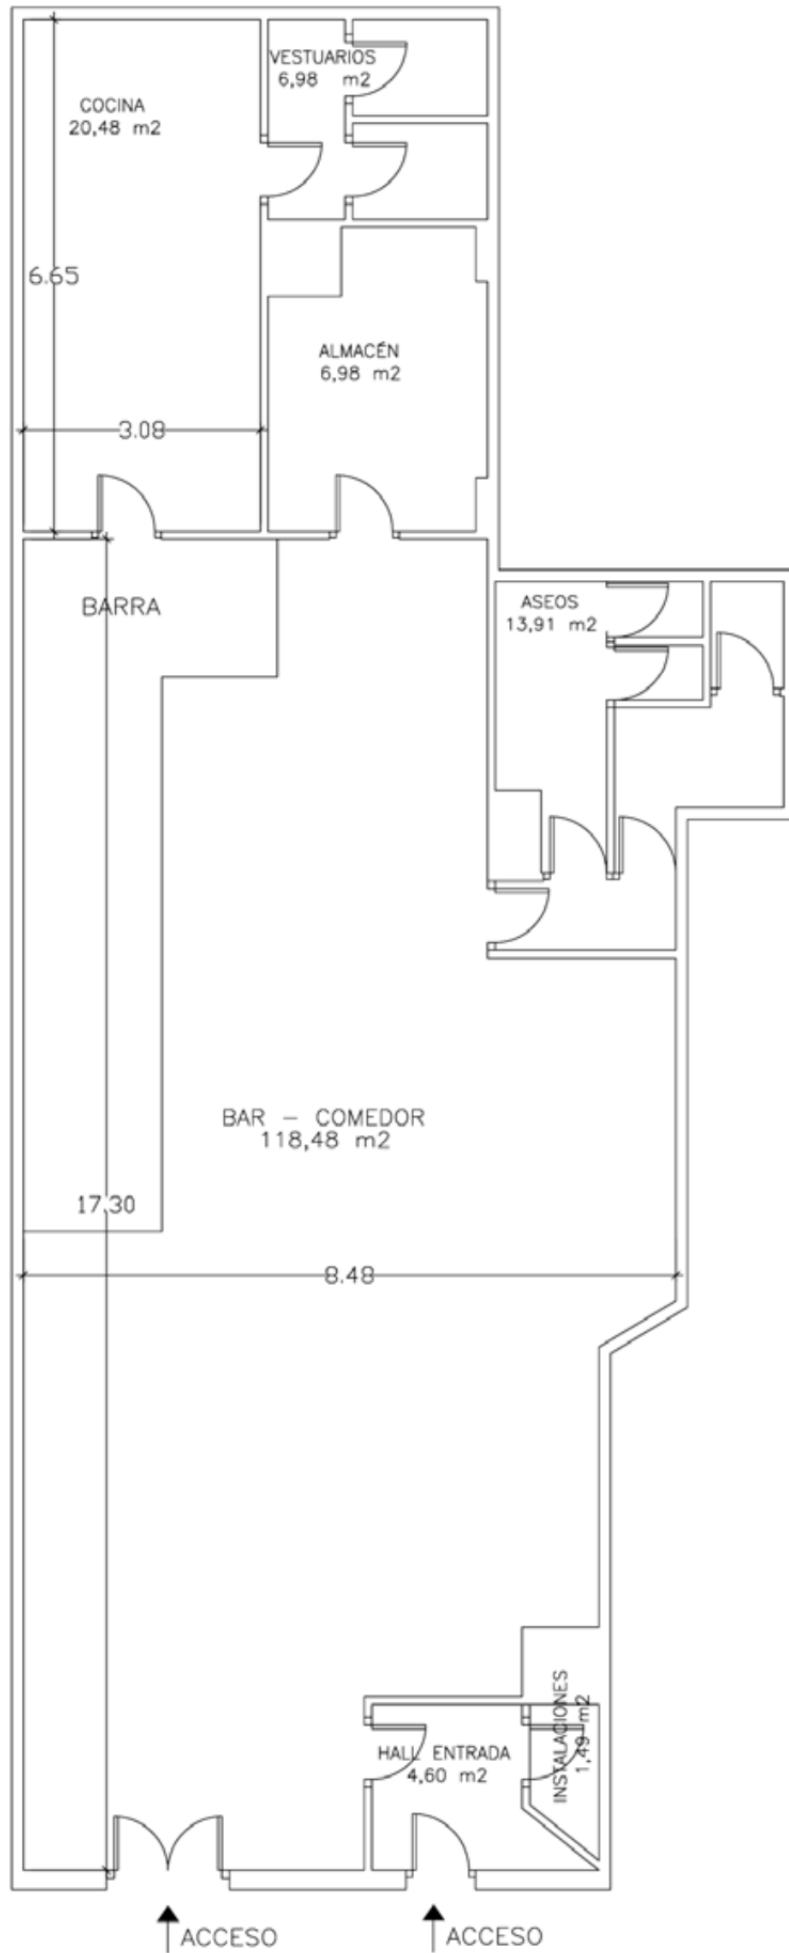 VESTUARIOS
6,98 m2
COCINA
20,48 m2
6.65
ALMACÉN
6,98 m2
3.08
BARRA
ASEOS
13,91 m2
BAR - COMEDOR
118,48 m2
17.30
8.48
HALL ENTRADA
4,60 m2
INSTALACIONES
1,49 m2
ACCESO
ACCESO